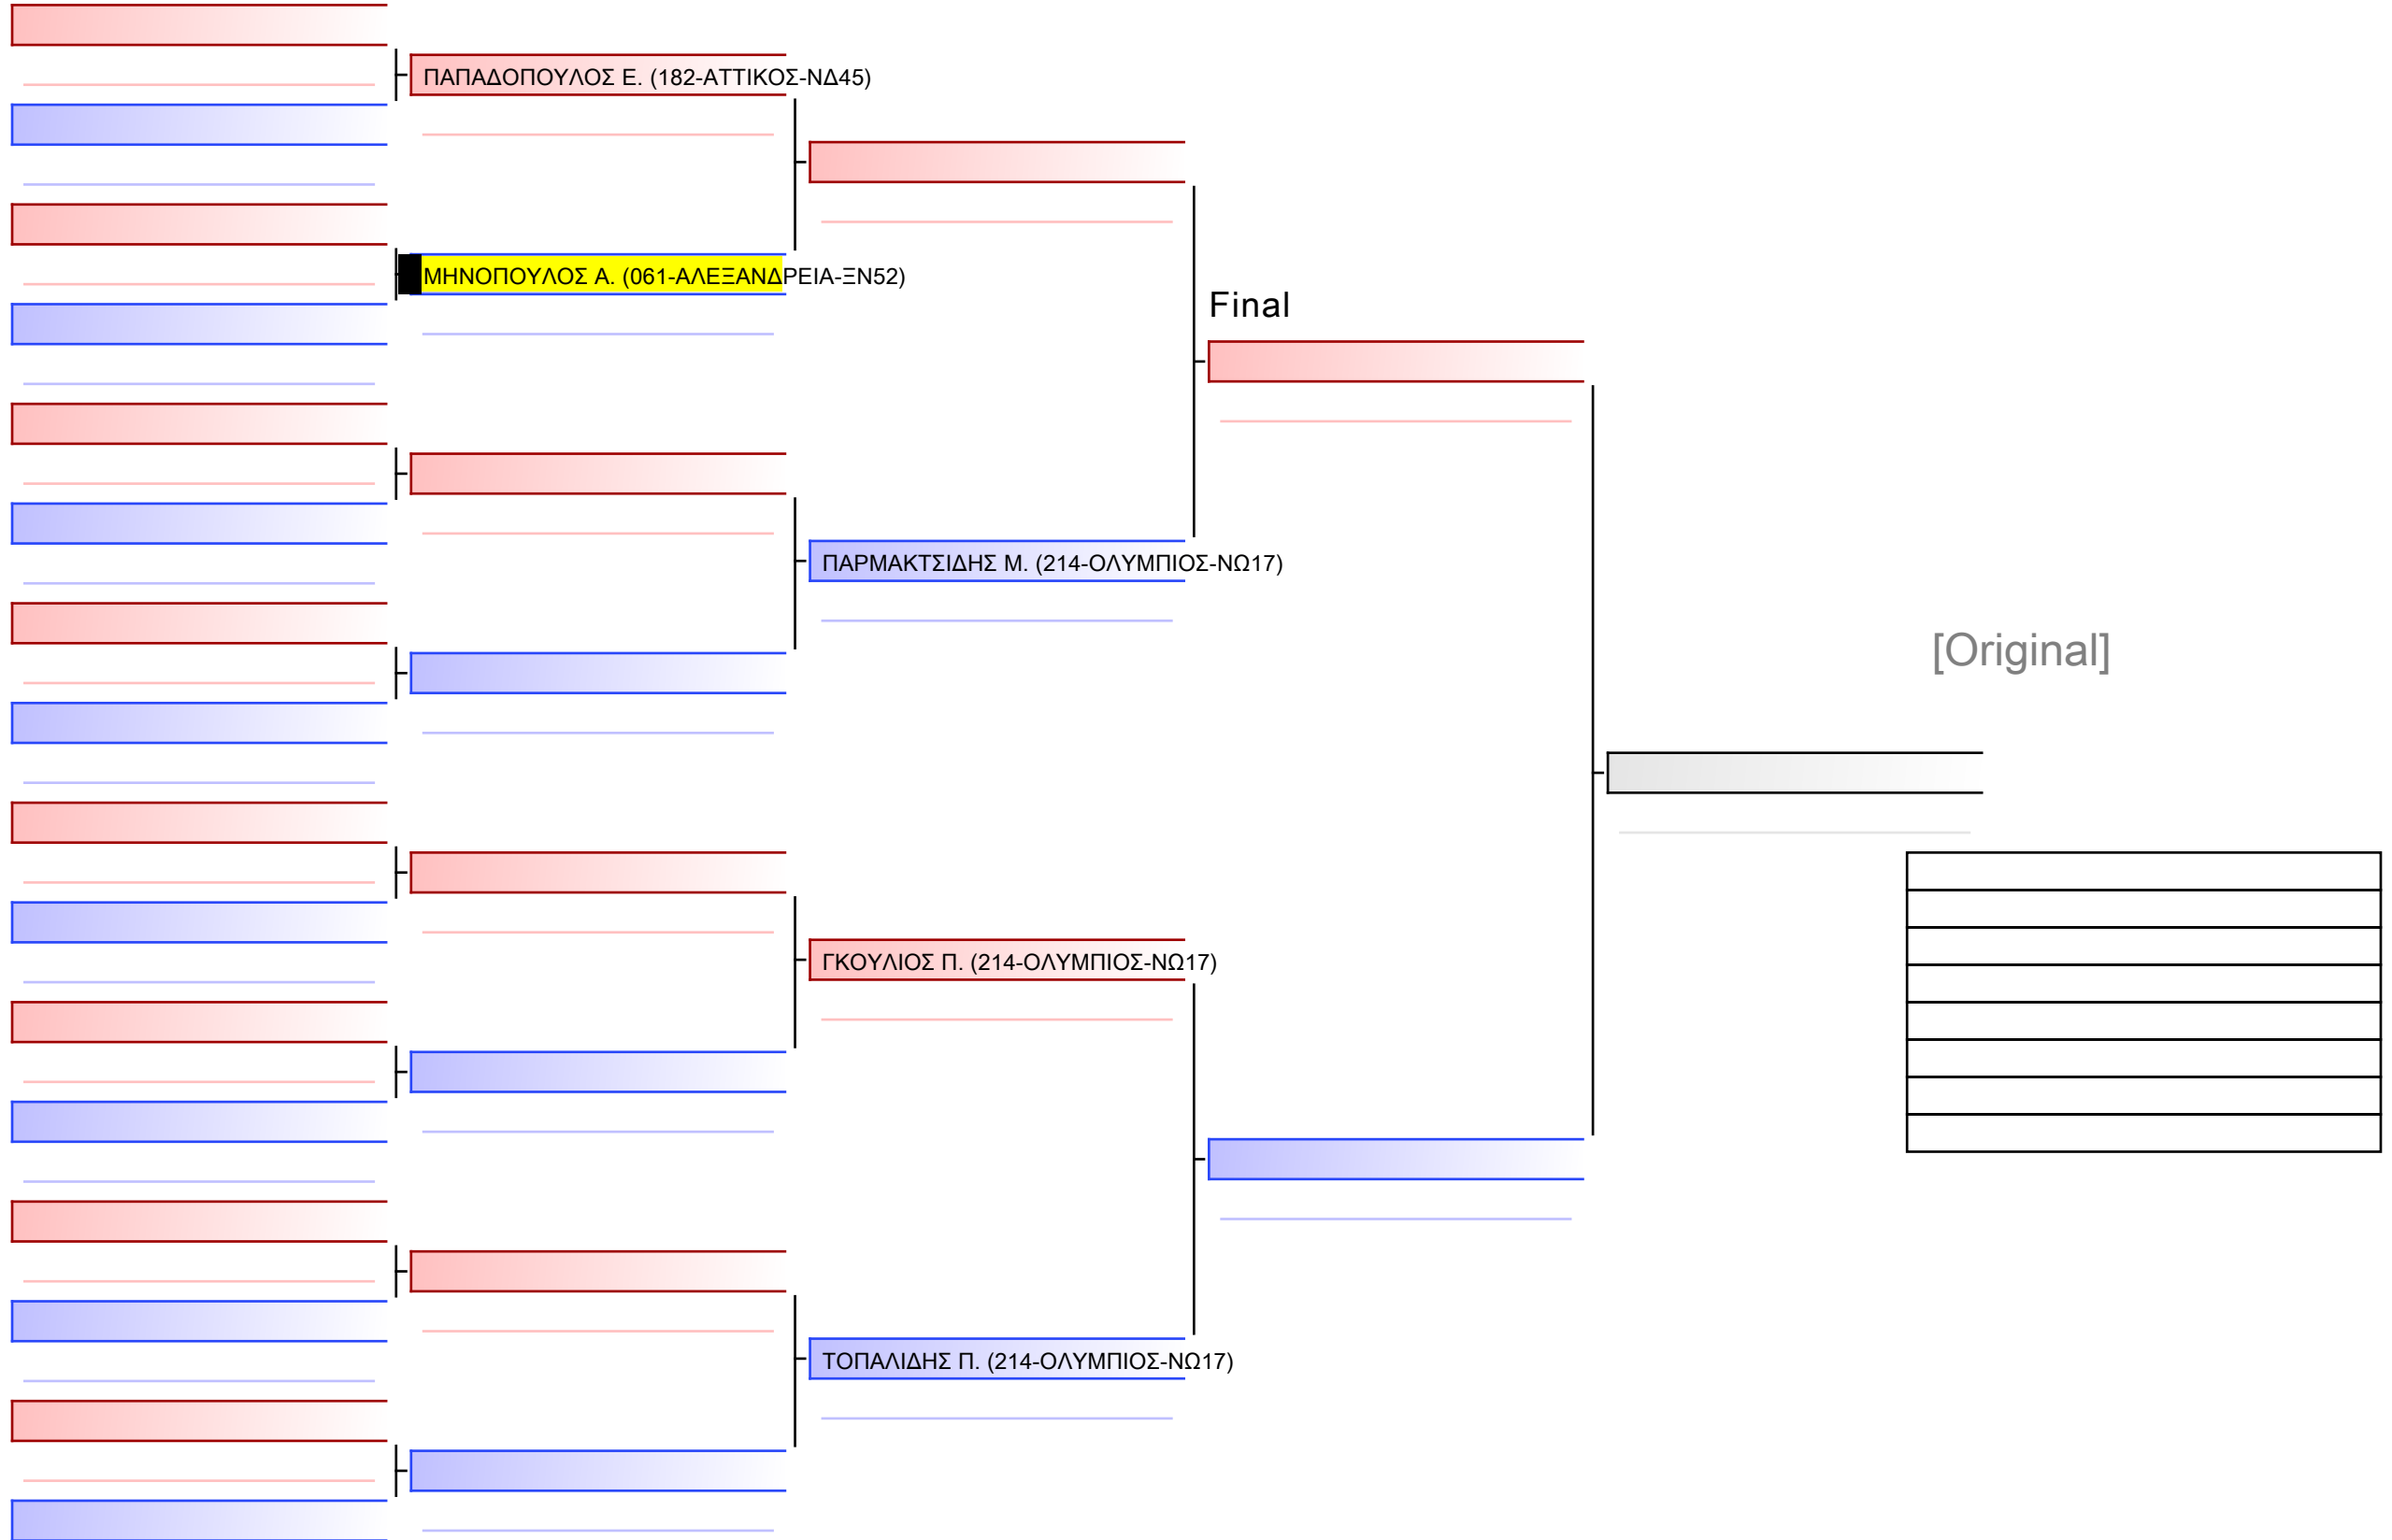 ΠΑΠΑΔΟΠΟΥΛΟΣ Ε. (182-ΑΤΤΙΚΟΣ-ΝΔ45)
ΜΗΝΟΠΟΥΛΟΣ Α. (061-ΑΛΕΞΑΝΔΡΕΙΑ-ΞΝ52)
Final
ΠΑΡΜΑΚΤΣΙΔΗΣ Μ. (214-ΟΛΥΜΠΙΟΣ-ΝΩ17)
[Original]
ΓΚΟΥΛΙΟΣ Π. (214-ΟΛΥΜΠΙΟΣ-ΝΩ17)
ΤΟΠΑΛΙΔΗΣ Π. (214-ΟΛΥΜΠΙΟΣ-ΝΩ17)